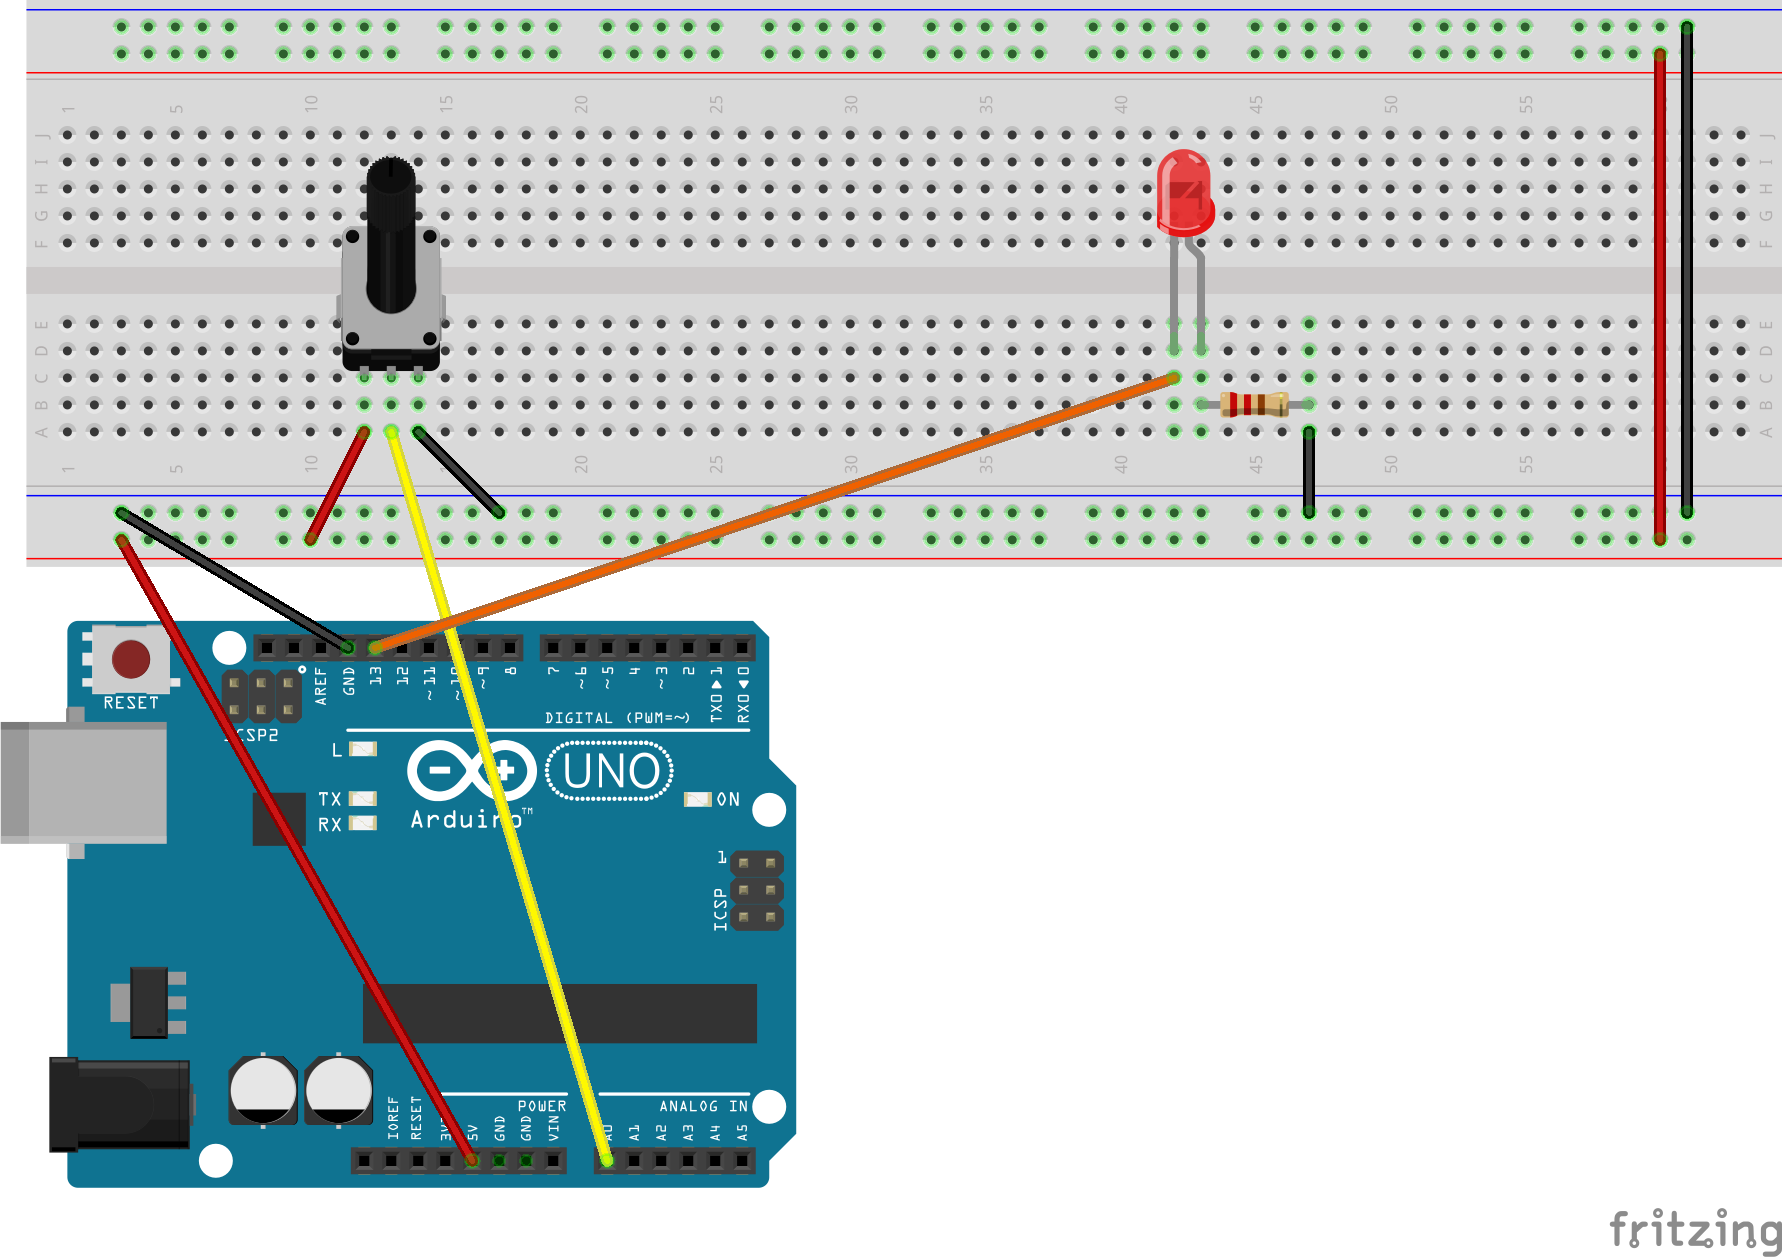 1 5 10 15 20 25 30 35 40 45 50 55
J J
I I
H H
G G
F F
E E
D D
C C
B B
A A
1 5 10 15 20 25 30 35 40 45 50 55
RESET
ICSP2
AREF GND 13 12 ~11 ~10 ~9 8 7 ~6 ~5 4 ~3 2 TX0▶1 RX0◀0
DIGITAL (PWM=~)
L
TX
RX
Arduino™
UNO
ON
1
ICSP
POWER
ANALOG IN
IOREF RESET 5V GND GND VIN A0 A1 A2 A3 A4 A5
fritzing